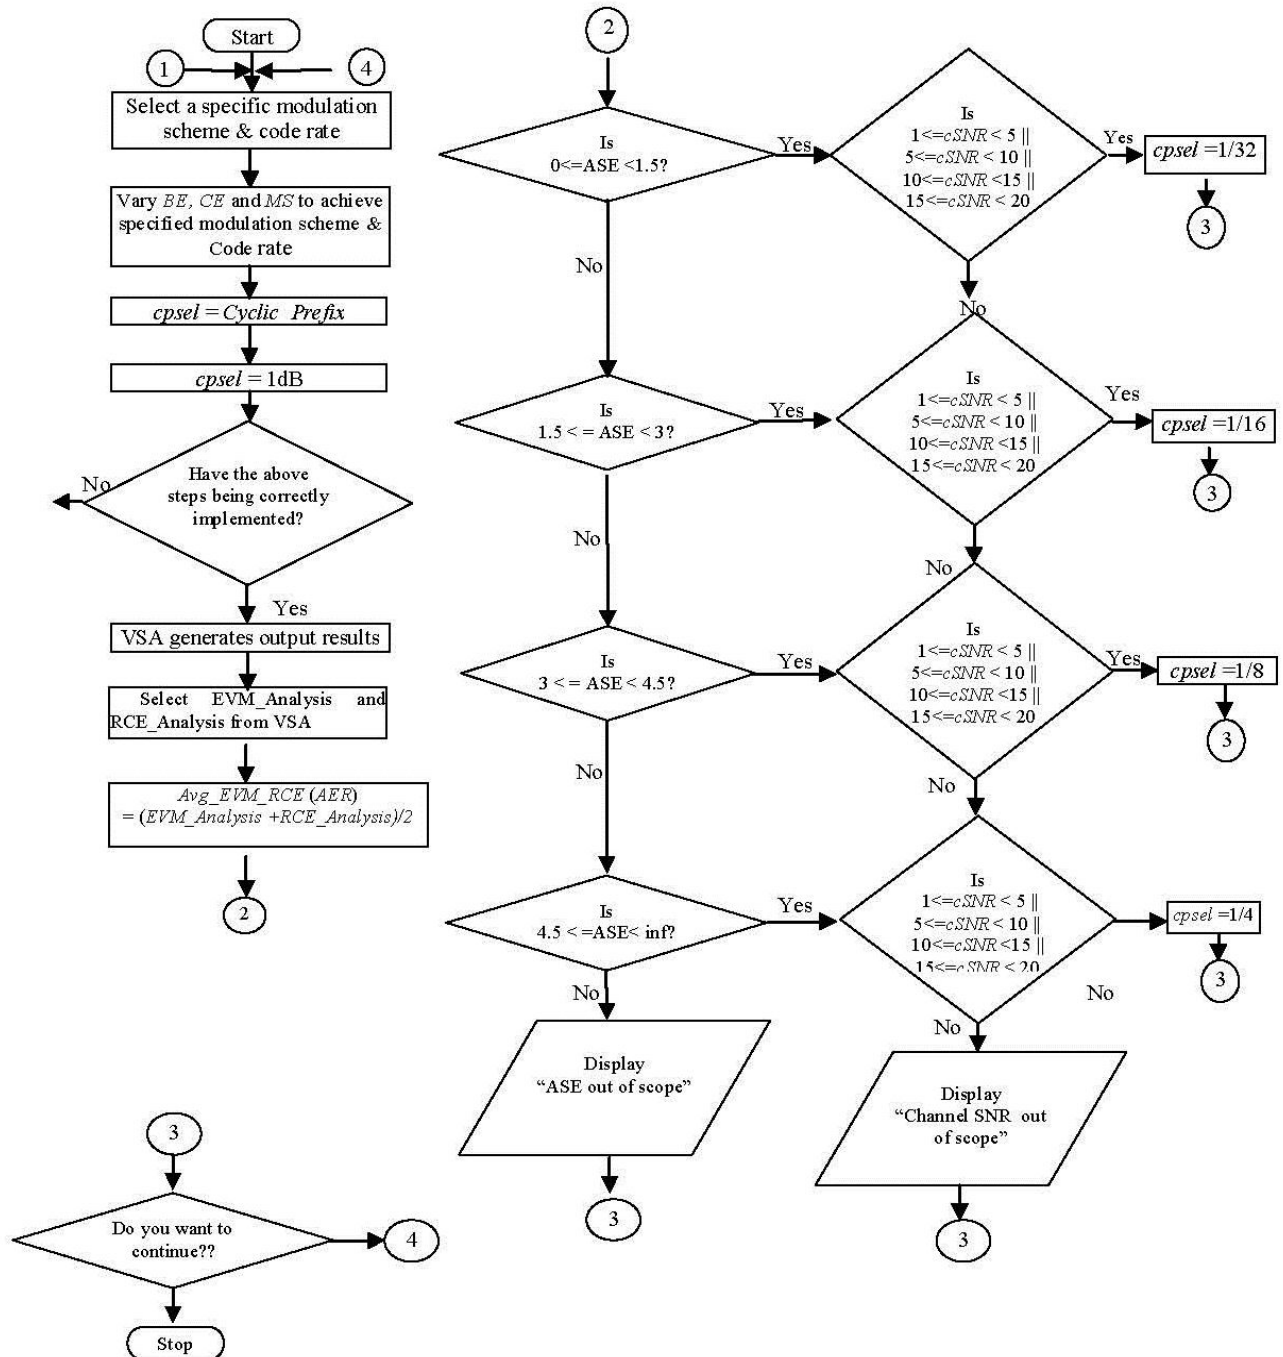 Start
1
4
Select a specific modulation
scheme & code rate
Vary BE, CE and MS to achieve
specified modulation scheme &
Code rate
cpsel = Cyclic Prefix
cpsel = 1dB
Have the above
steps being correctly
implemented?
No
Yes
VSA generates output results
Select EVM_Analysis and
RCE_Analysis from VSA
Avg_EVM_RCE (AER)
= (EVM_Analysis +RCE_Analysis)/2
2
3
Do you want to
continue??
4
Stop
2
Is
0<=ASE <1.5?
Yes
No
Is
1<=cSNR < 5 ||
5<=cSNR < 10 ||
10<=cSNR <15 ||
15<=cSNR < 20
Yes
cpsel =1/32
3
No
Is
1.5 < = ASE < 3?
Yes
No
Is
1<=cSNR < 5 ||
5<=cSNR < 10 ||
10<=cSNR <15 ||
15<=cSNR < 20
Yes
cpsel =1/16
3
No
Is
3 < = ASE < 4.5?
Yes
No
Is
1<=cSNR < 5 ||
5<=cSNR < 10 ||
10<=cSNR <15 ||
15<=cSNR < 20
Yes
cpsel =1/8
3
No
Is
4.5 < =ASE< inf?
Yes
No
Is
1<=cSNR < 5 ||
5<=cSNR < 10 ||
10<=cSNR <15 ||
15<=cSNR < 20
cpsel =1/4
3
No
No
Display
“ASE out of scope”
3
Display
“Channel SNR out
of scope”
3